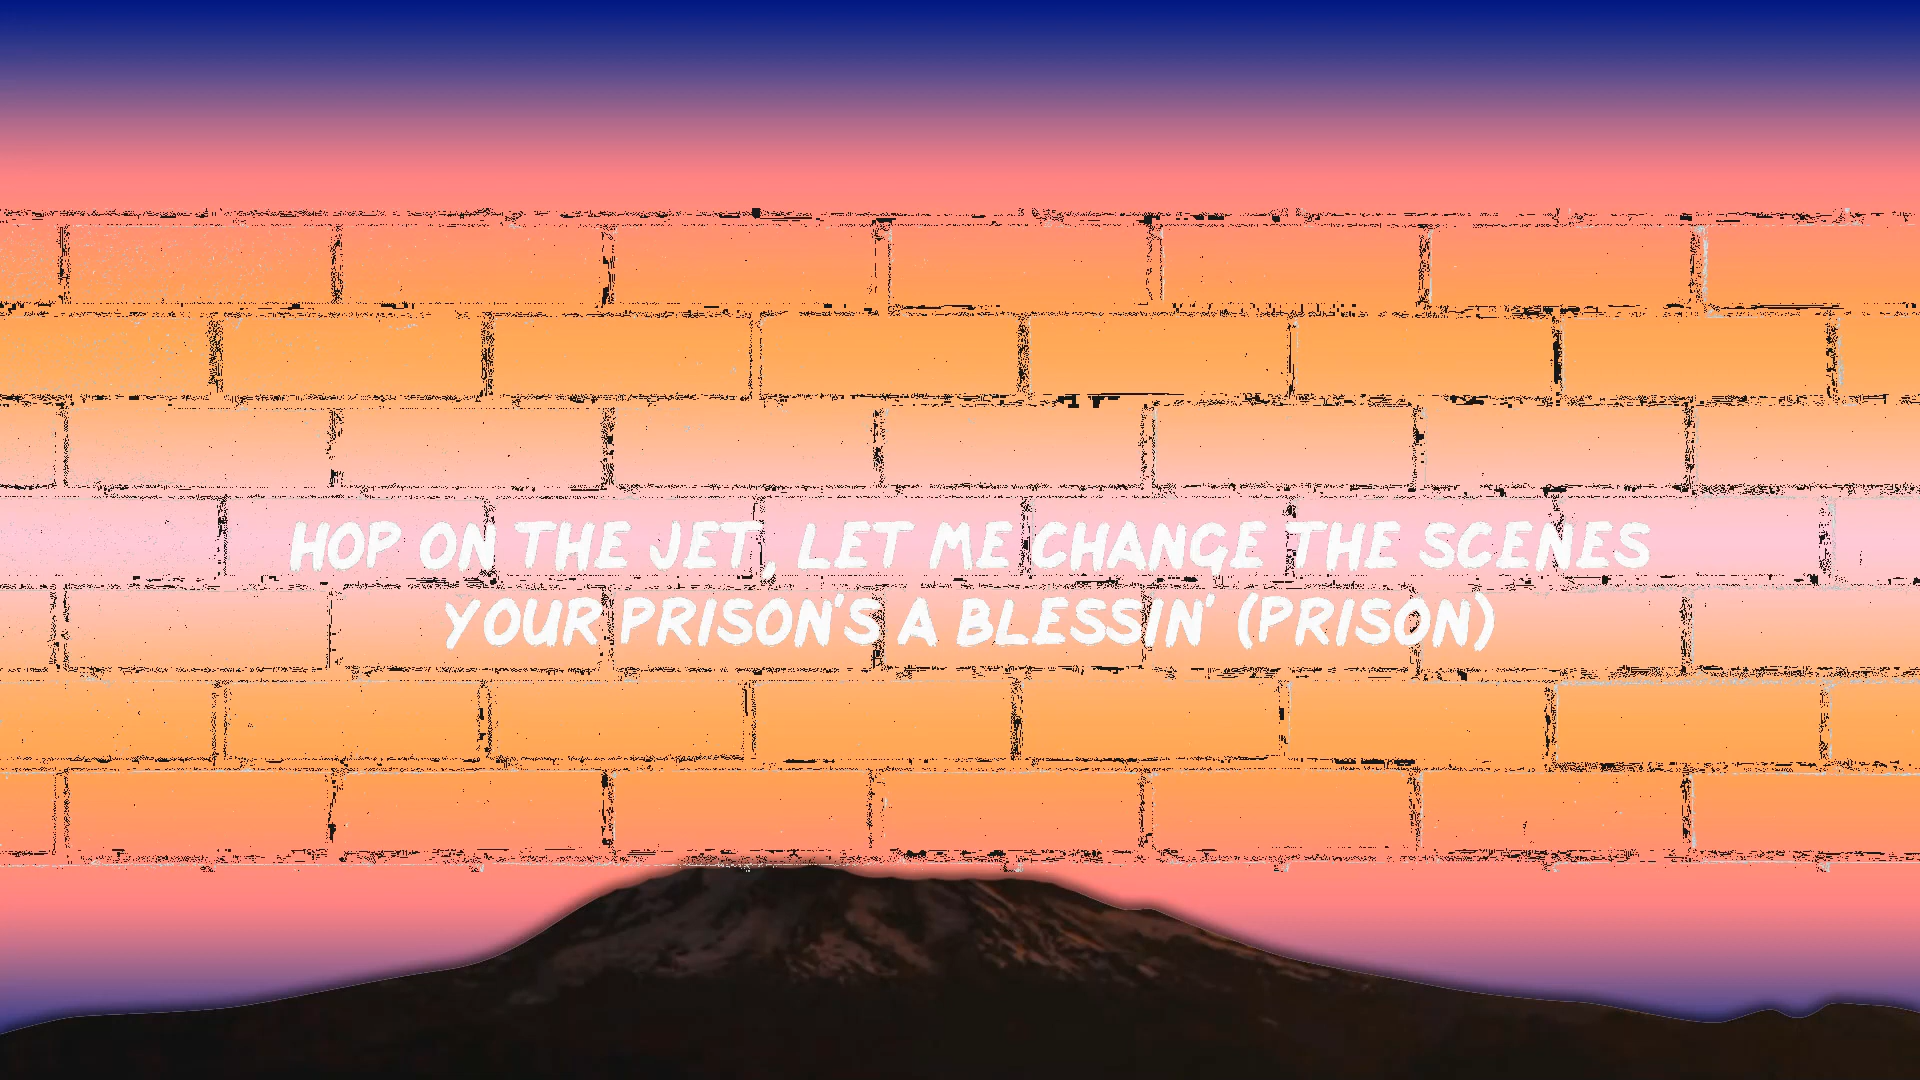 HOP ON THE JET, LET ME CHANGE THE SCENES
YOUR PRISON'S A BLESSIN' (PRISON)